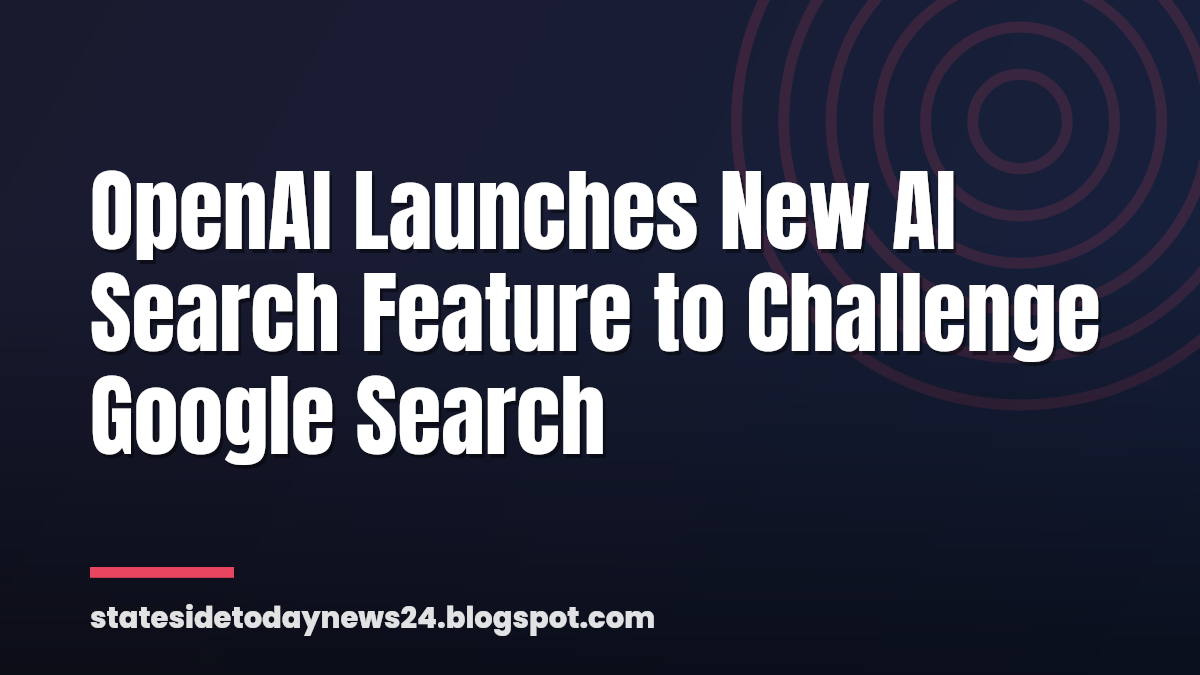 OpenAI Launches New AI
Search Feature to Challenge
Google Search
statesidetodaynews24.blogspot.com